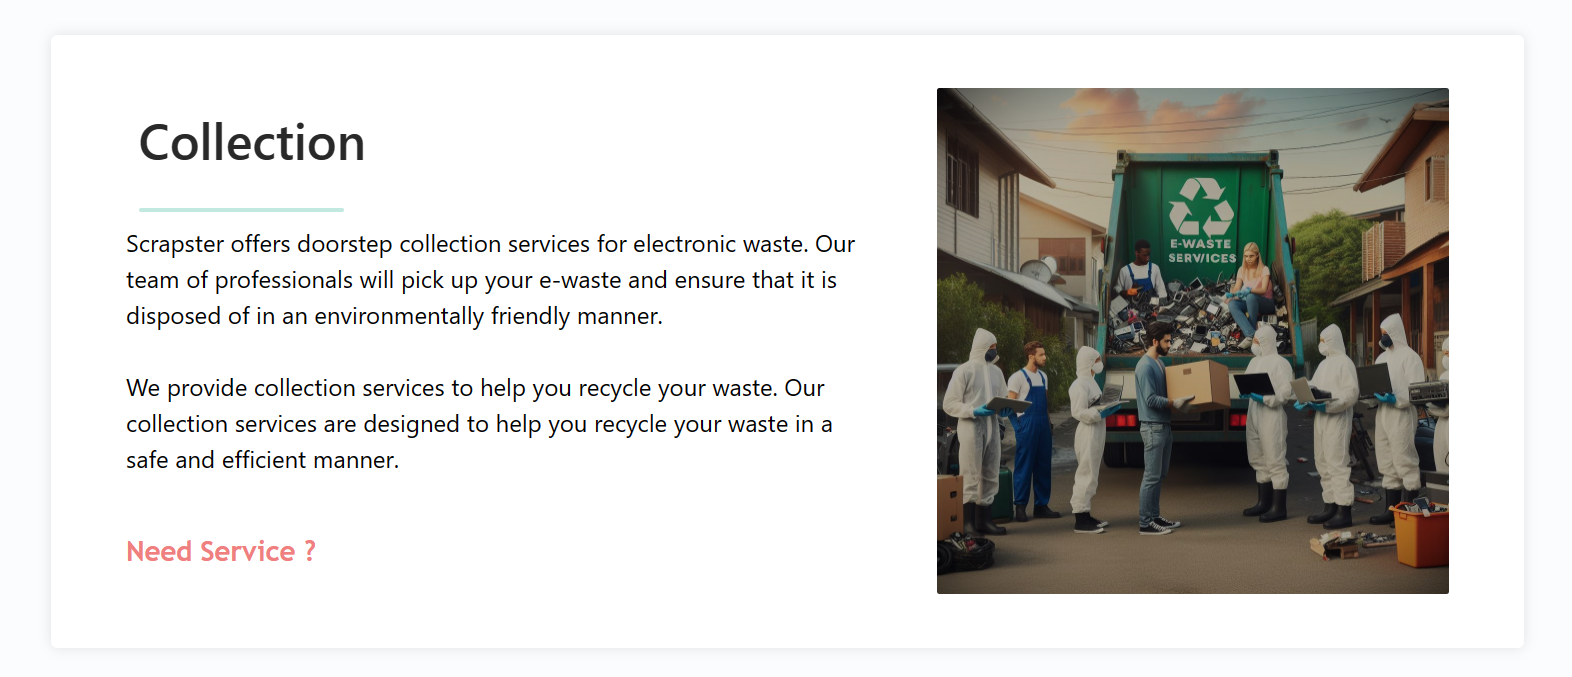 Collection
Scrapster offers doorstep collection services for electronic waste. Our
team of professionals will pick up your e-waste and ensure that it is
disposed of in an environmentally friendly manner.
We provide collection services to help you recycle your waste. Our
collection services are designed to help you recycle your waste in a
safe and efficient manner.
Need Service ?
E-WASTE
SERVICES